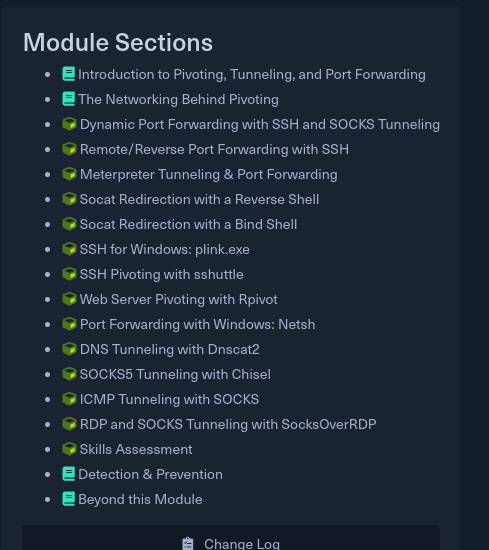 Module Sections
Introduction to Pivoting, Tunneling, and Port Forwarding
The Networking Behind Pivoting
Dynamic Port Forwarding with SSH and SOCKS Tunneling
Remote/Reverse Port Forwarding with SSH
Meterpreter Tunneling & Port Forwarding
Socat Redirection with a Reverse Shell
Socat Redirection with a Bind Shell
SSH for Windows: plink.exe
SSH Pivoting with sshuttle
Web Server Pivoting with Rpivot
Port Forwarding with Windows: Netsh
DNS Tunneling with Dnscat2
SOCKS5 Tunneling with Chisel
ICMP Tunneling with SOCKS
RDP and SOCKS Tunneling with SocksOverRDP
Skills Assessment
Detection & Prevention
Beyond this Module
Change Log